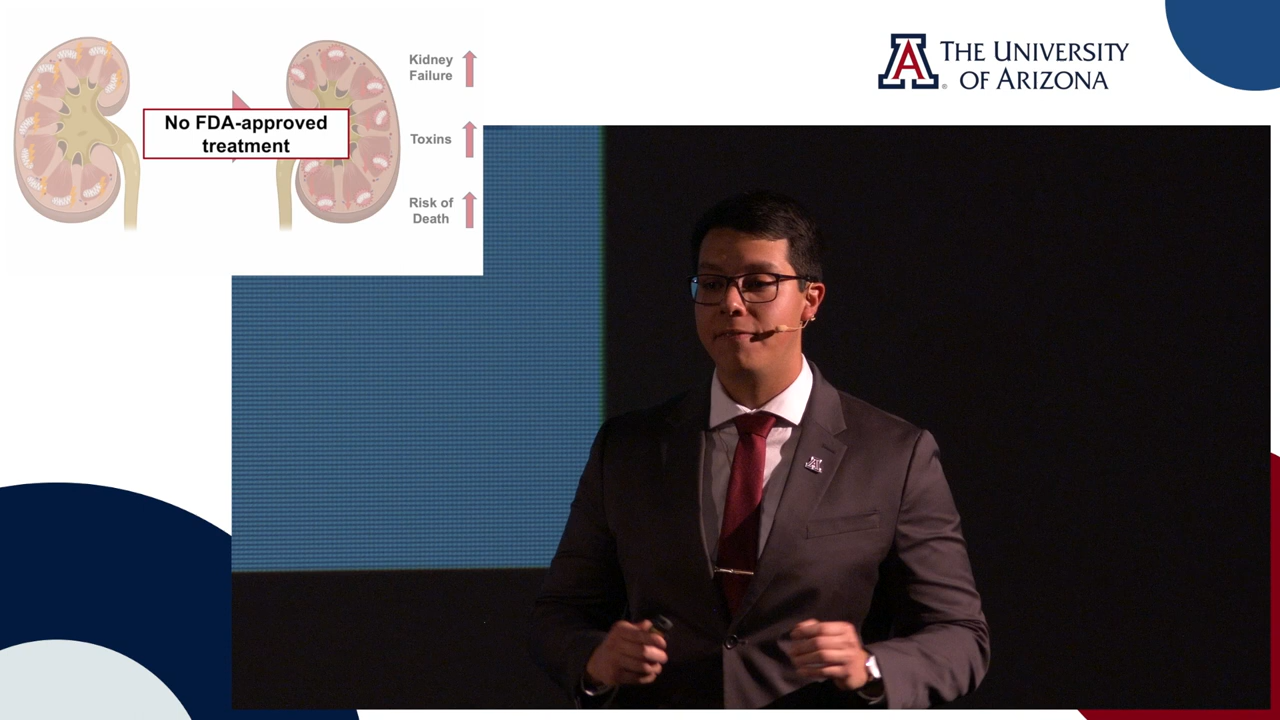 No FDA-approved
treatment
Kidney
Failure
Toxins
Risk of
Death
THE UNIVERSITY
OF ARIZONA